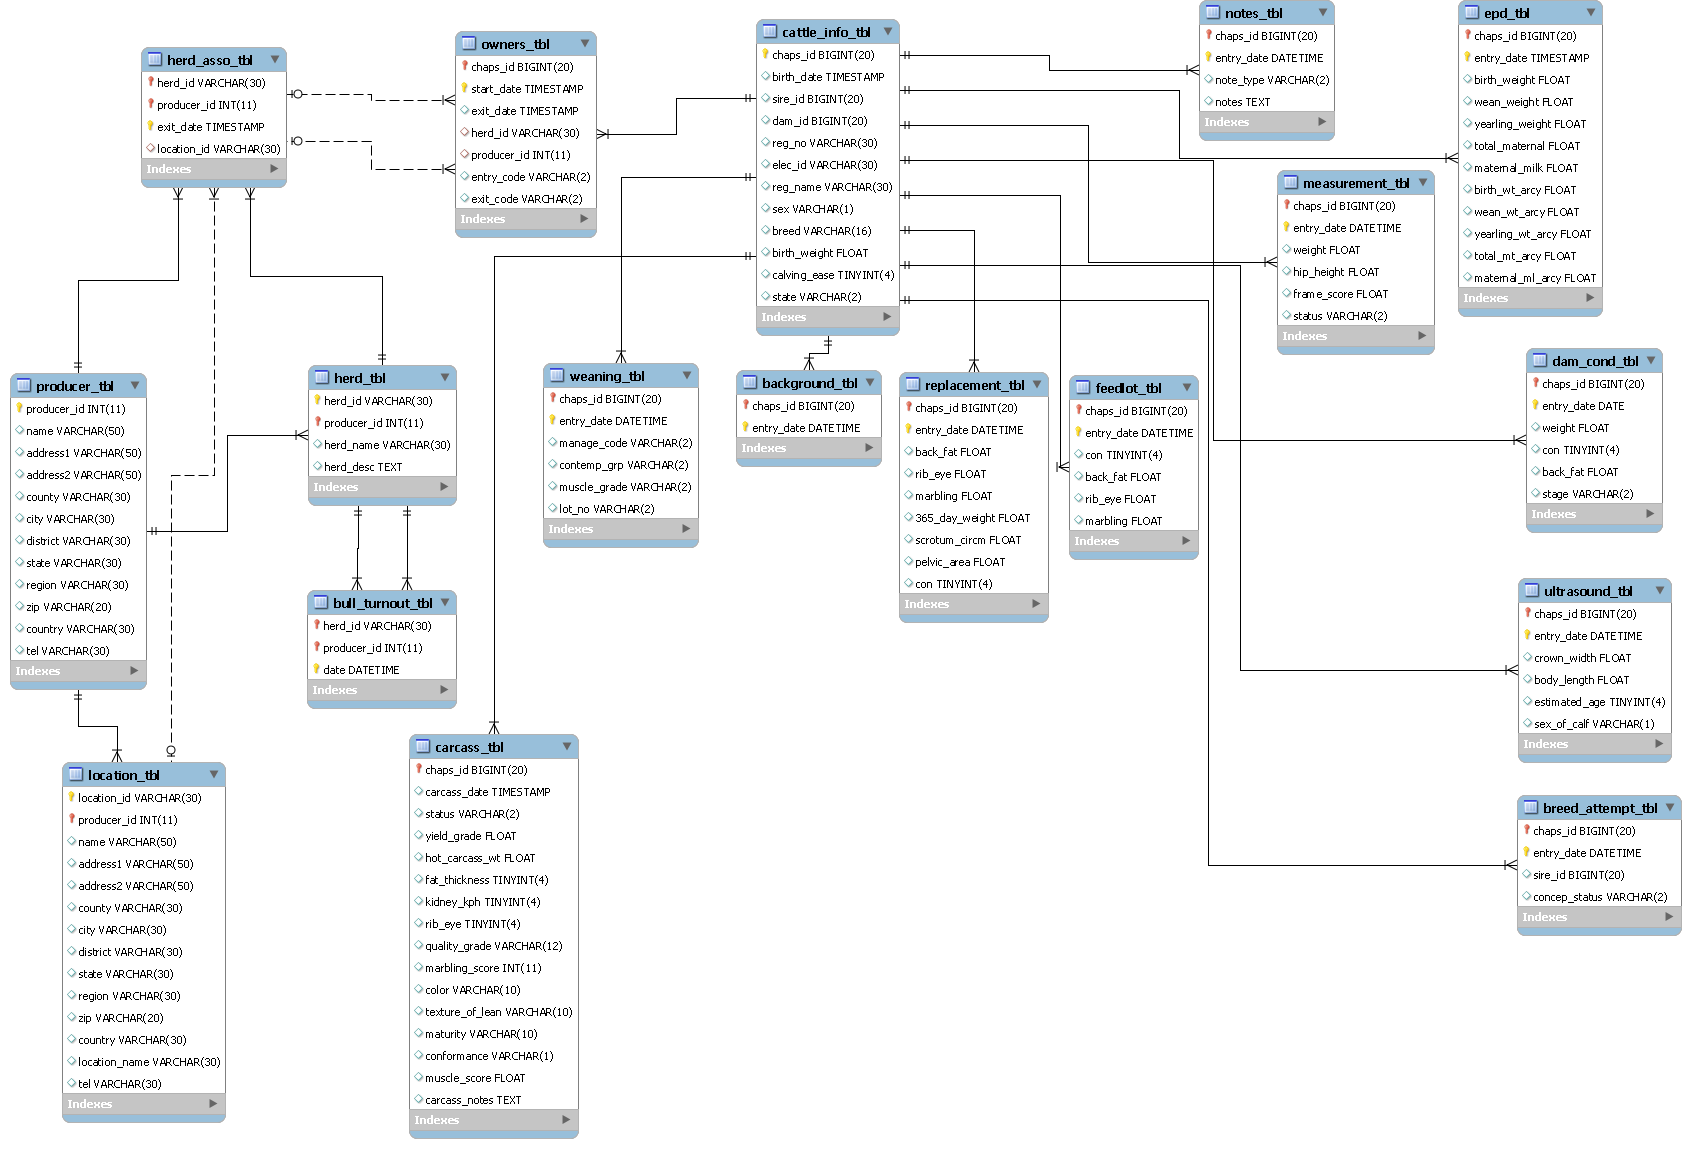 herd_asso_tbl
herd_id VARCHAR(30)
producer_id INT(11)
exit_date TIMESTAMP
location_id VARCHAR(30)
Indexes
owners_tbl
chaps_id BIGINT(20)
start_date TIMESTAMP
exit_date TIMESTAMP
herd_id VARCHAR(30)
producer_id INT(11)
entry_code VARCHAR(2)
exit_code VARCHAR(2)
Indexes
cattle_info_tbl
chaps_id BIGINT(20)
birth_date TIMESTAMP
sire_id BIGINT(20)
dam_id BIGINT(20)
reg_no VARCHAR(30)
elec_id VARCHAR(30)
reg_name VARCHAR(30)
sex VARCHAR(1)
breed VARCHAR(16)
birth_weight FLOAT
calving_ease TINYINT(4)
state VARCHAR(2)
Indexes
notes_tbl
chaps_id BIGINT(20)
entry_date DATETIME
note_type VARCHAR(2)
notes TEXT
Indexes
epd_tbl
chaps_id BIGINT(20)
entry_date TIMESTAMP
birth_weight FLOAT
wean_weight FLOAT
yearling_weight FLOAT
total_maternal FLOAT
maternal_milk FLOAT
birth_wt_arcy FLOAT
wean_wt_arcy FLOAT
yearling_wt_arcy FLOAT
total_mt_arcy FLOAT
maternal_ml_arcy FLOAT
Indexes
measurement_tbl
chaps_id BIGINT(20)
entry_date DATETIME
weight FLOAT
hip_height FLOAT
frame_score FLOAT
status VARCHAR(2)
Indexes
producer_tbl
producer_id INT(11)
name VARCHAR(50)
address1 VARCHAR(50)
address2 VARCHAR(50)
county VARCHAR(30)
city VARCHAR(30)
district VARCHAR(30)
state VARCHAR(30)
region VARCHAR(30)
zip VARCHAR(20)
country VARCHAR(30)
tel VARCHAR(30)
Indexes
herd_tbl
herd_id VARCHAR(30)
producer_id INT(11)
herd_name VARCHAR(30)
herd_desc TEXT
Indexes
weaning_tbl
chaps_id BIGINT(20)
entry_date DATETIME
manage_code VARCHAR(2)
contemp_grp VARCHAR(2)
muscle_grade VARCHAR(2)
lot_no VARCHAR(2)
Indexes
background_tbl
chaps_id BIGINT(20)
entry_date DATETIME
Indexes
replacement_tbl
chaps_id BIGINT(20)
entry_date DATETIME
back_fat FLOAT
rib_eye FLOAT
marbling FLOAT
365_day_weight FLOAT
scrotum_circm FLOAT
pelvic_area FLOAT
con TINYINT(4)
Indexes
feedlot_tbl
chaps_id BIGINT(20)
entry_date DATETIME
con TINYINT(4)
back_fat FLOAT
rib_eye FLOAT
marbling FLOAT
Indexes
dam_cond_tbl
chaps_id BIGINT(20)
entry_date DATE
weight FLOAT
con TINYINT(4)
back_fat FLOAT
stage VARCHAR(2)
Indexes
bull_turnout_tbl
herd_id VARCHAR(30)
producer_id INT(11)
date DATETIME
Indexes
ultrasound_tbl
chaps_id BIGINT(20)
entry_date DATETIME
crown_width FLOAT
body_length FLOAT
estimated_age TINYINT(4)
sex_of_calf VARCHAR(1)
Indexes
location_tbl
location_id VARCHAR(30)
producer_id INT(11)
name VARCHAR(50)
address1 VARCHAR(50)
address2 VARCHAR(50)
county VARCHAR(30)
city VARCHAR(30)
district VARCHAR(30)
state VARCHAR(30)
region VARCHAR(30)
zip VARCHAR(20)
country VARCHAR(30)
location_name VARCHAR(30)
tel VARCHAR(30)
Indexes
carcass_tbl
chaps_id BIGINT(20)
carcass_date TIMESTAMP
status VARCHAR(2)
yield_grade FLOAT
hot_carcass_wt FLOAT
fat_thickness TINYINT(4)
kidney_kph TINYINT(4)
rib_eye TINYINT(4)
quality_grade VARCHAR(12)
marbling_score INT(11)
color VARCHAR(10)
texture_of_lean VARCHAR(10)
maturity VARCHAR(10)
conformance VARCHAR(1)
muscle_score FLOAT
carcass_notes TEXT
Indexes
breed_attempt_tbl
chaps_id BIGINT(20)
entry_date DATETIME
sire_id BIGINT(20)
concep_status VARCHAR(2)
Indexes